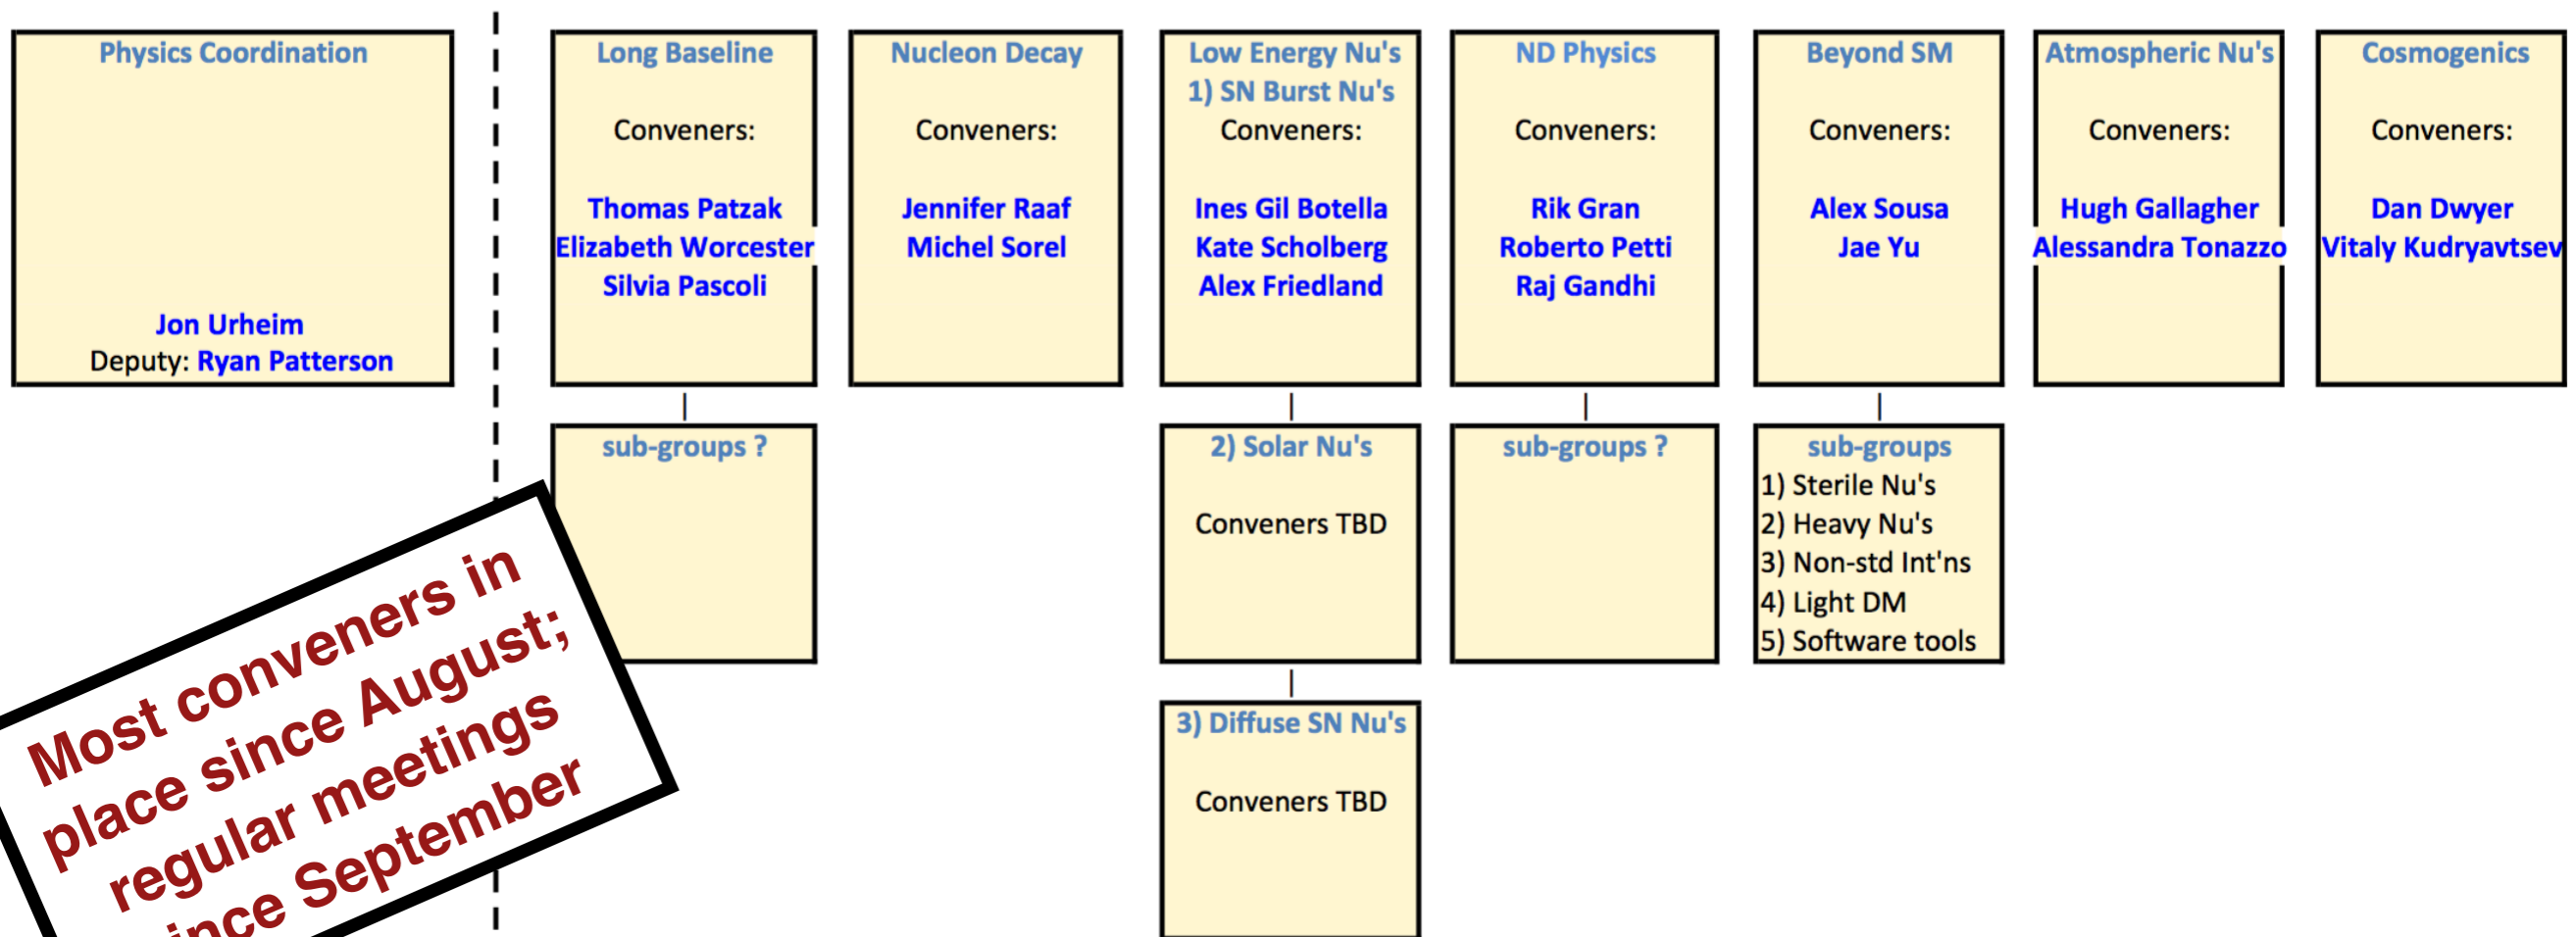 Physics Coordination
Jon Urheim
Deputy: Ryan Patterson
Long Baseline
Conveners:
Thomas Patzak
Elizabeth Worcester
Silvia Pascoli
sub-groups ?
Nucleon Decay
Conveners:
Jennifer Raaf
Michel Sorel
Low Energy Nu's
1) SN Burst Nu's
Conveners:
Ines Gil Botella
Kate Scholberg
Alex Friedland
2) Solar Nu's
Conveners TBD
3) Diffuse SN Nu's
Conveners TBD
ND Physics
Conveners:
Rik Gran
Roberto Petti
Raj Gandhi
sub-groups ?
Beyond SM
Conveners:
Alex Sousa
Jae Yu
sub-groups
1) Sterile Nu's
2) Heavy Nu's
3) Non-std Int'ns
4) Light DM
5) Software tools
Atmospheric Nu's
Conveners:
Hugh Gallagher
Alessandra Tonazzo
Cosmogenics
Conveners:
Dan Dwyer
Vitaly Kudryavtsev
Most conveners in
place since August;
regular meetings
since September